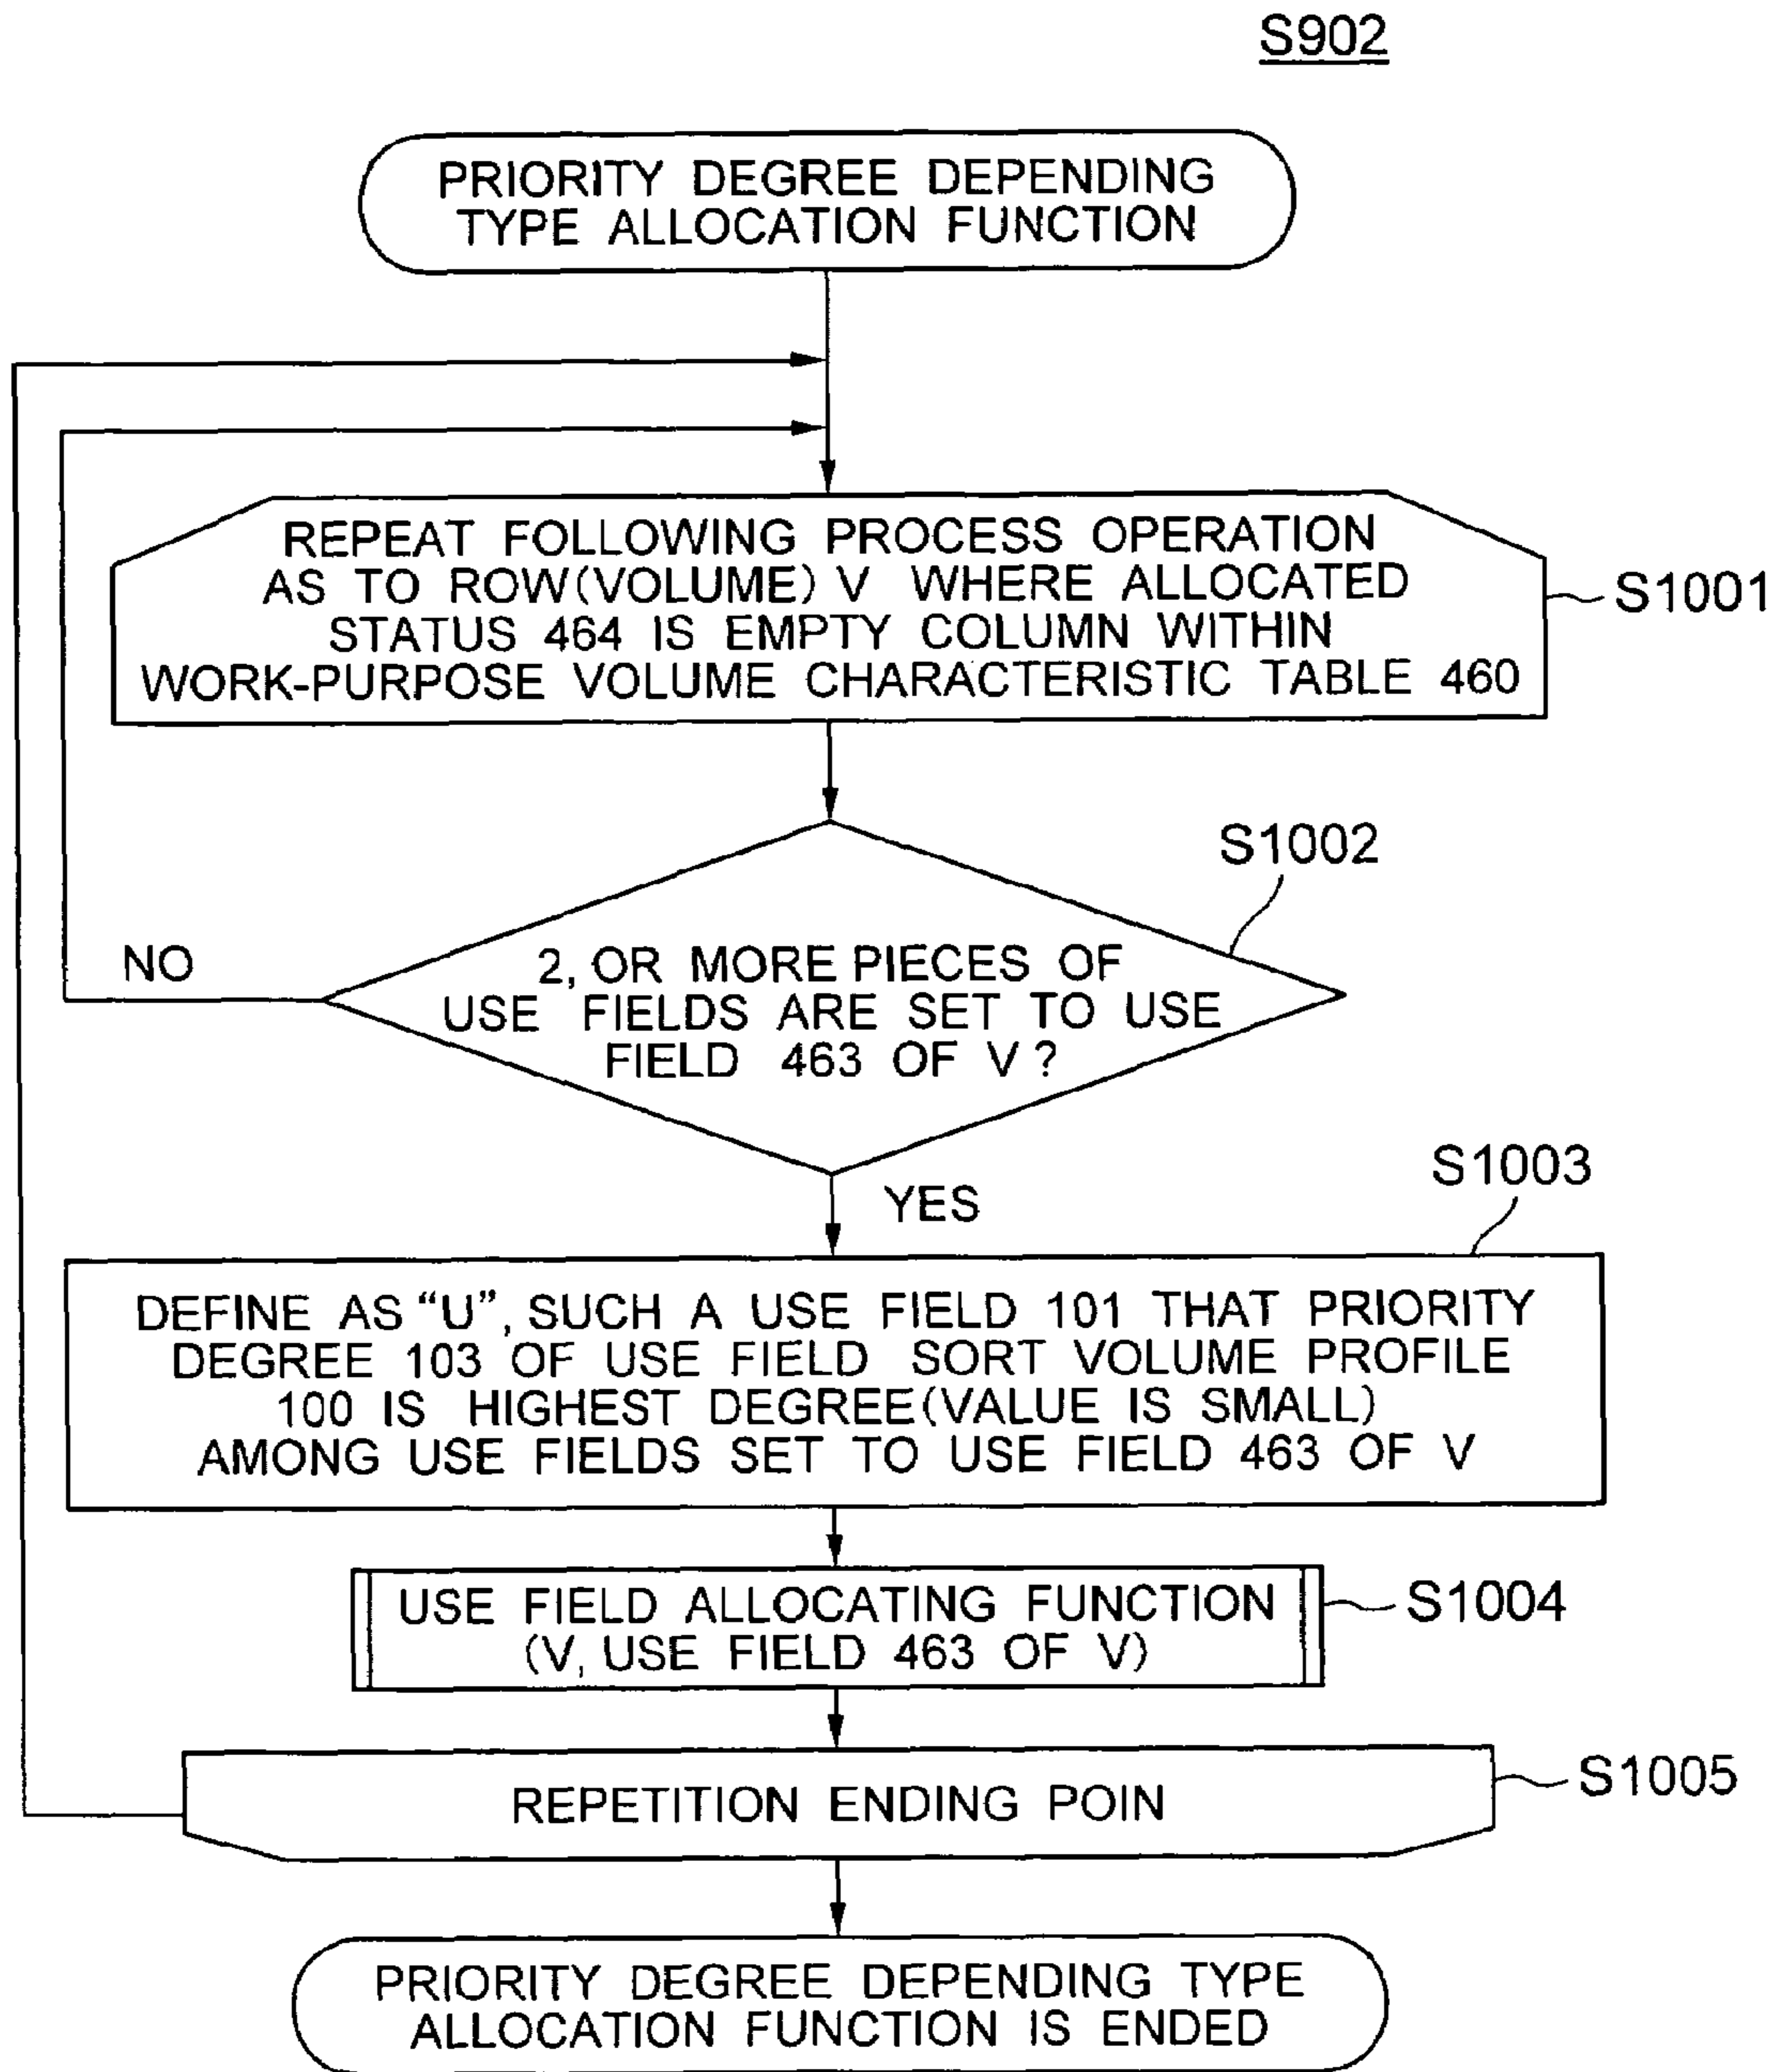 S902
PRIORITY DEGREE DEPENDING
TYPE ALLOCATION FUNCTION
REPEAT FOLLOWING PROCESS OPERATION
AS TO ROW(VOLUME) V WHERE ALLOCATED
STATUS 464 IS EMPTY COLUMN WITHIN
WORK-PURPOSE VOLUME CHARACTERISTIC TABLE 460
S1001
S1002
2, OR MORE PIECES OF
USE FIELDS ARE SET TO USE
FIELD 463 OF V?
NO
YES
S1003
DEFINE AS "U", SUCH A USE FIELD 101 THAT PRIORITY
DEGREE 103 OF USE FIELD SORT VOLUME PROFILE
100 IS HIGHEST DEGREE(VALUE IS SMALL)
AMONG USE FIELDS SET TO USE FIELD 463 OF V
USE FIELD ALLOCATING FUNCTION
(V, USE FIELD 463 OF V)
S1004
REPETITION ENDING POIN
S1005
PRIORITY DEGREE DEPENDING TYPE
ALLOCATION FUNCTION IS ENDED